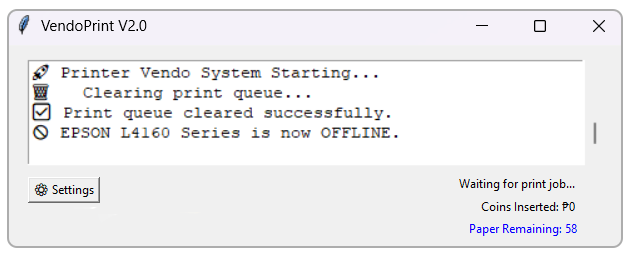 VendoPrint V2.0
🚀 Printer Vendo System Starting...
🗑 Clearing print queue...
☑ Print queue cleared successfully.
🚫 EPSON L4160 Series is now OFFLINE.
⚙ Settings
Waiting for print job...
Coins Inserted: ₱0
Paper Remaining: 58